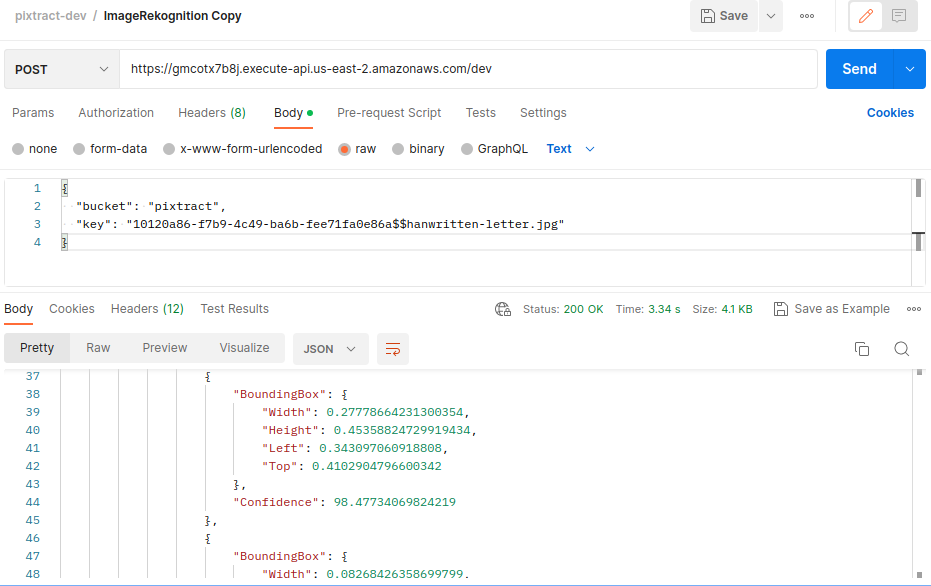 pixtract-dev / ImageRekognition Copy
Save
POST
https://gmcotx7b8j.execute-api.us-east-2.amazonaws.com/dev
Send
Params Authorization Headers (8) Body Pre-request Script Tests Settings Cookies
none form-data x-www-form-urlencoded raw binary GraphQL Text
1 {
2 "bucket": "pixtract",
3 "key": "10120a86-f7b9-4c49-ba6b-fee71fa0e86a$$hanwritten-letter.jpg"
4 }
Body Cookies Headers (12) Test Results Status: 200 OK Time: 3.34 s Size: 4.1 KB Save as Example
Pretty Raw Preview Visualize JSON
37 {
38 "BoundingBox": {
39 "Width": 0.27778664231300354,
40 "Height": 0.45358824729919434,
41 "Left": 0.343097060918808,
42 "Top": 0.4102904796600342
43 },
44 "Confidence": 98.47734069824219
45 },
46 {
47 "BoundingBox": {
48 "Width": 0.08268426358699799,